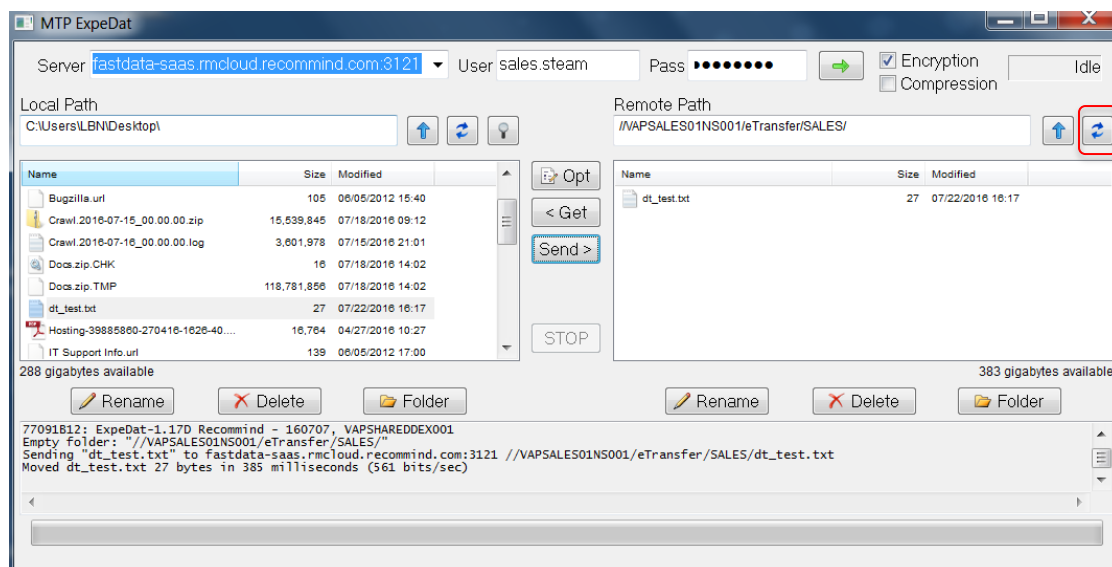 MTP ExpeDat
Server fastdata-saas.rmcloud.recommind.com:3121 User sales.steam Pass ●●●●●●●● Encryption Idle
Compression
Local Path Remote Path
C:\Users\LBN\Desktop\ //VAPSALES01NS001/eTransfer/SALES/
Name Size Modified Opt Name Size Modified
Bugzilla.url 105 06/05/2012 15:40 dt_test.txt 27 07/22/2016 16:17
Crawl.2016-07-15_00.00.00.zip 15,539,845 07/18/2016 09:12 < Get
Crawl.2016-07-16_00.00.00.log 3,601,978 07/15/2016 21:01 Send >
Docs.zip.CHK 16 07/18/2016 14:02
Docs.zip.TMP 118,781,856 07/18/2016 14:02
dt_test.txt 27 07/22/2016 16:17
Hosting-39885860-270416-1626-40.... 16,764 04/27/2016 10:27 STOP
IT Support Info.url 139 06/05/2012 17:00
288 gigabytes available 383 gigabytes available
Rename Delete Folder Rename Delete Folder
77091B12: ExpeDat-1.17D Recommind - 160707, VAPSHAREDDEX001
Empty folder: "//VAPSALES01NS001/eTransfer/SALES/"
Sending "dt_test.txt" to fastdata-saas.rmcloud.recommind.com:3121 //VAPSALES01NS001/eTransfer/SALES/dt_test.txt
Moved dt_test.txt 27 bytes in 385 milliseconds (561 bits/sec)